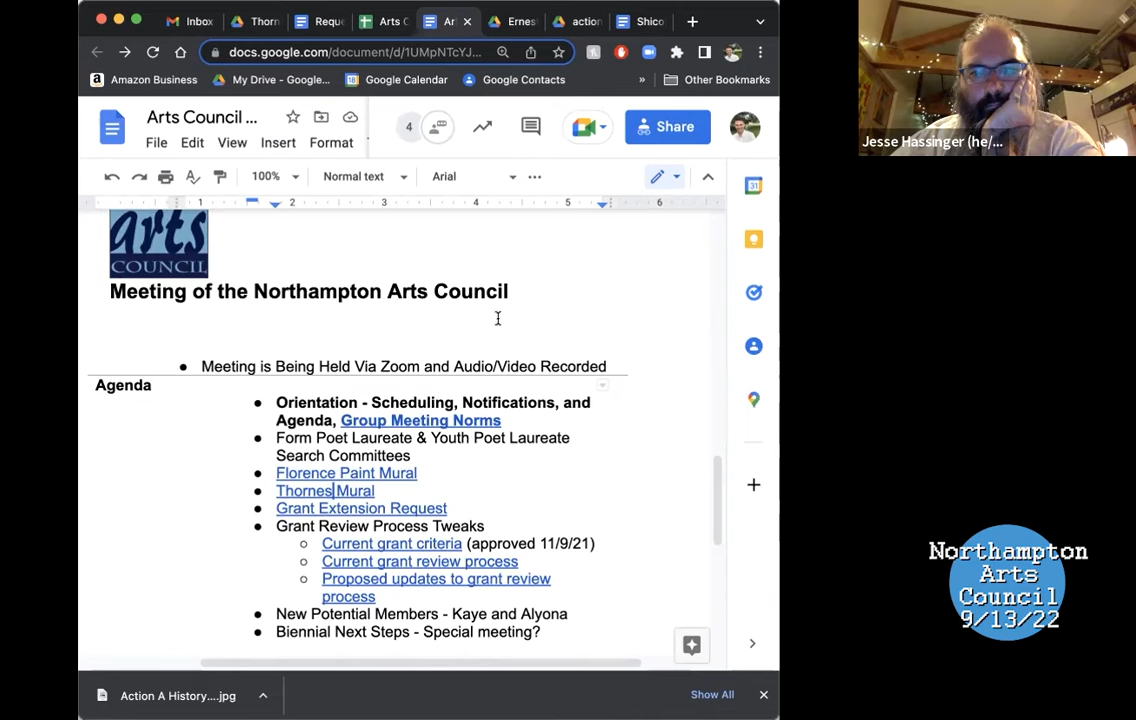 Inbox
Thorn
Reque
Arts C
Ar
Ernes
action
Shico
docs.google.com/document/d/1UMpNTcYJ...
Amazon Business
My Drive - Google...
Google Calendar
Google Contacts
»
Other Bookmarks
Arts Council ...
File Edit View Insert Format
4
Share
100%
Normal text
Arial
1 2 3 4 5 6
arts
COUNCIL
Meeting of the Northampton Arts Council
● Meeting is Being Held Via Zoom and Audio/Video Recorded
Agenda
● Orientation - Scheduling, Notifications, and
Agenda, Group Meeting Norms
● Form Poet Laureate & Youth Poet Laureate
Search Committees
● Florence Paint Mural
● Thornes Mural
● Grant Extension Request
● Grant Review Process Tweaks
○ Current grant criteria (approved 11/9/21)
○ Current grant review process
○ Proposed updates to grant review
process
● New Potential Members - Kaye and Alyona
● Biennial Next Steps - Special meeting?
Action A History....jpg
Show All
Jesse Hassinger (he/...
Northampton
Arts
Council
9/13/22